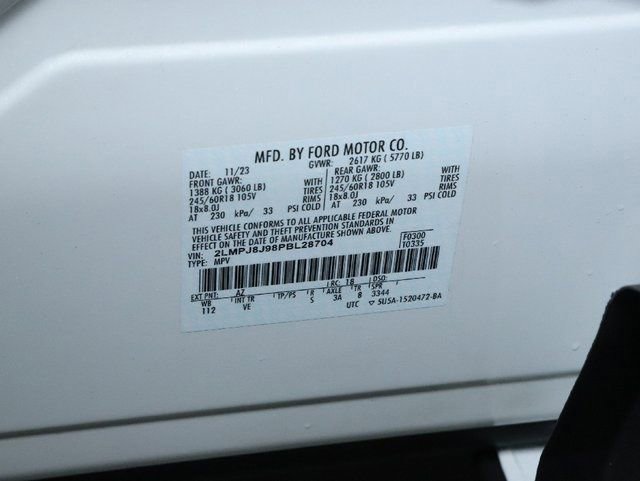 MFD. BY FORD MOTOR CO.
DATE: 11/23 GVWR: 2617 KG ( 5770 LB)
FRONT GAWR: REAR GAWR:
1388 KG ( 3060 LB) WITH 1270 KG ( 2800 LB) WITH
245/60R18 105V TIRES 245/60R18 105V TIRES
18x8.0J RIMS 18x8.0J RIMS
AT 230 kPa/ 33 PSI COLD AT 230 kPa/ 33 PSI COLD
THIS VEHICLE CONFORMS TO ALL APPLICABLE FEDERAL MOTOR
VEHICLE SAFETY AND THEFT PREVENTION STANDARDS IN
EFFECT ON THE DATE OF MANUFACTURE SHOWN ABOVE. F0300
VIN: 2LMPJ8J98PBL28704 10335
TYPE: MPV
EXT PNT: AZ RC: 18 DSO:
WB INT TR TP/PS R AXLE TR SPR
112 VE S 3A 8 3344
UTC ▽ 5U5A-1520472-BA